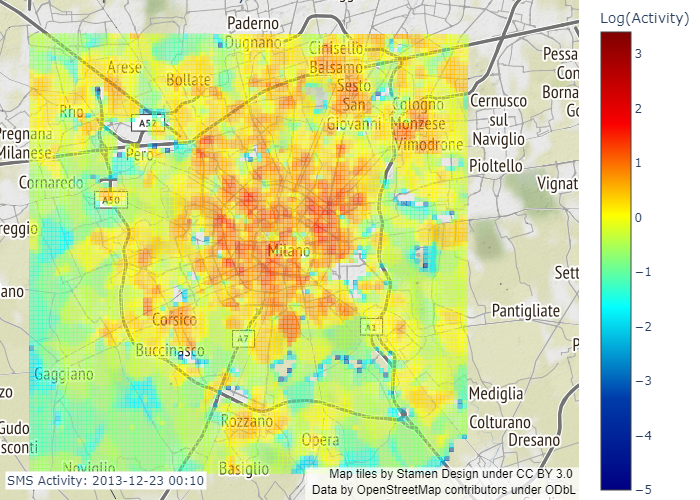 Paderno
Dugnano
Cinisello
Balsamo
Arese
Bollate
Sesto
San
Giovanni
Cologno
Monzese
Vimodrone
Rho
A52
Pero
Pregnana
Milanese
Cornaredo
A50
Cernusco
sul
Naviglio
Pioltello
Pessa
Con
Borna
Go
Vignat
reggio
Milano
Sett
ano
Corsico
A7
A1
Pantigliate
Buccinasco
P
Gaggiano
zo
Mediglia
Rozzano
Colturano
Gudo
sconti
Opera
Dresano
Noviglio
Basiglio
SMS Activity: 2013-12-23 00:10
Map tiles by Stamen Design under CC BY 3.0
Data by OpenStreetMap contributors under ODbL
Log(Activity)
3
2
1
0
−1
−2
−3
−4
−5